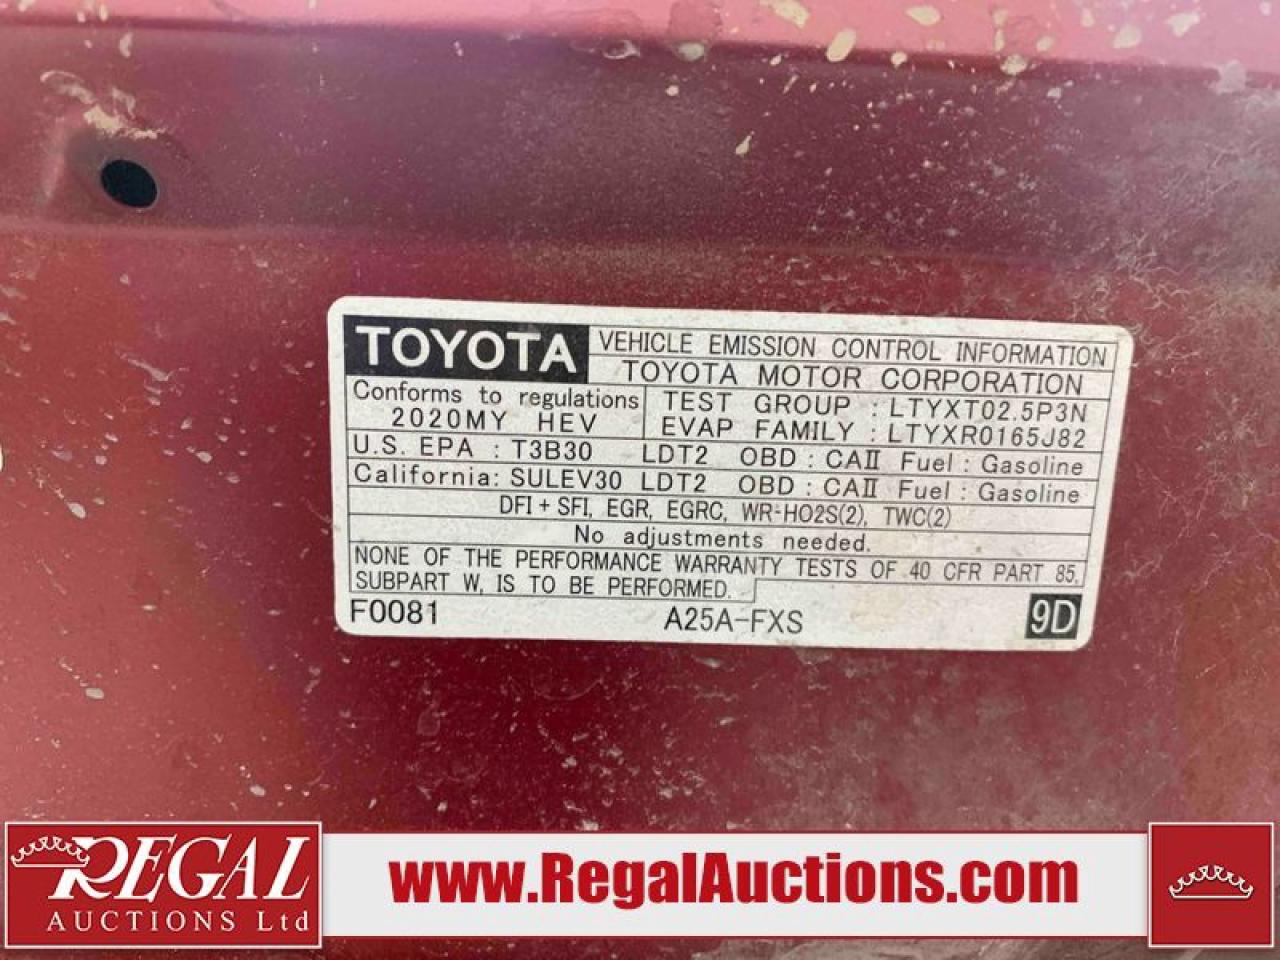 TOYOTA VEHICLE EMISSION CONTROL INFORMATION
TOYOTA MOTOR CORPORATION
Conforms to regulations
2020MY HEV
TEST GROUP : LTYXT02.5P3N
EVAP FAMILY : LTYXR0165J82
U.S. EPA : T3B30 LDT2 OBD : CAII Fuel : Gasoline
California: SULEV30 LDT2 OBD : CAII Fuel : Gasoline
DFI + SFI, EGR, EGRC, WR-HO2S(2), TWC(2)
No adjustments needed.
NONE OF THE PERFORMANCE WARRANTY TESTS OF 40 CFR PART 85,
SUBPART W, IS TO BE PERFORMED.
F0081 A25A-FXS 9D
REGAL
AUCTIONS Ltd
www.RegalAuctions.com